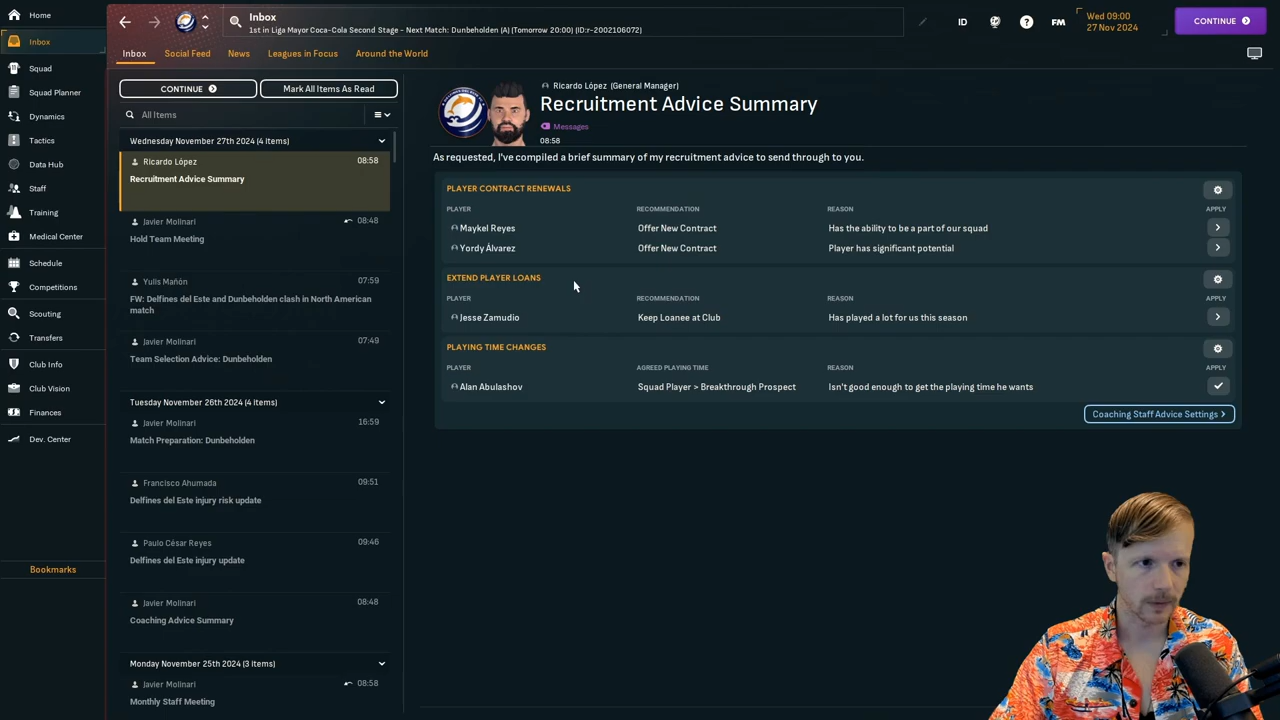 Home
Inbox
Squad
Squad Planner
Dynamics
Tactics
Data Hub
Staff
Training
Medical Center
Schedule
Competitions
Scouting
Transfers
Club Info
Club Vision
Finances
Dev. Center
Bookmarks
Inbox
1st in Liga Mayor Coca-Cola Second Stage - Next Match: Dunbeholden (A) (Tomorrow 20:00) (ID:r-2002106072)
ID
FM
Wed 09:00
27 Nov 2024
CONTINUE
Inbox
Social Feed
News
Leagues in Focus
Around the World
CONTINUE
Mark All Items As Read
All Items
Wednesday November 27th 2024 (4 items)
Ricardo López 08:58
Recruitment Advice Summary
Javier Molinari 08:48
Hold Team Meeting
Yulis Mañón 07:59
FW: Delfines del Este and Dunbeholden clash in North American
match
Javier Molinari 07:49
Team Selection Advice: Dunbeholden
Tuesday November 26th 2024 (4 items)
Javier Molinari 16:59
Match Preparation: Dunbeholden
Francisco Ahumada 09:51
Delfines del Este injury risk update
Paulo César Reyes 09:46
Delfines del Este injury update
Javier Molinari 08:48
Coaching Advice Summary
Monday November 25th 2024 (3 items)
Javier Molinari 08:58
Monthly Staff Meeting
Ricardo López (General Manager)
Recruitment Advice Summary
Messages
08:58
As requested, I've compiled a brief summary of my recruitment advice to send through to you.
PLAYER CONTRACT RENEWALS
PLAYER RECOMMENDATION REASON APPLY
Maykel Reyes Offer New Contract Has the ability to be a part of our squad
Yordy Álvarez Offer New Contract Player has significant potential
EXTEND PLAYER LOANS
PLAYER RECOMMENDATION REASON APPLY
Jesse Zamudio Keep Loanee at Club Has played a lot for us this season
PLAYING TIME CHANGES
PLAYER AGREED PLAYING TIME REASON APPLY
Alan Abulashov Squad Player > Breakthrough Prospect Isn't good enough to get the playing time he wants
Coaching Staff Advice Settings >